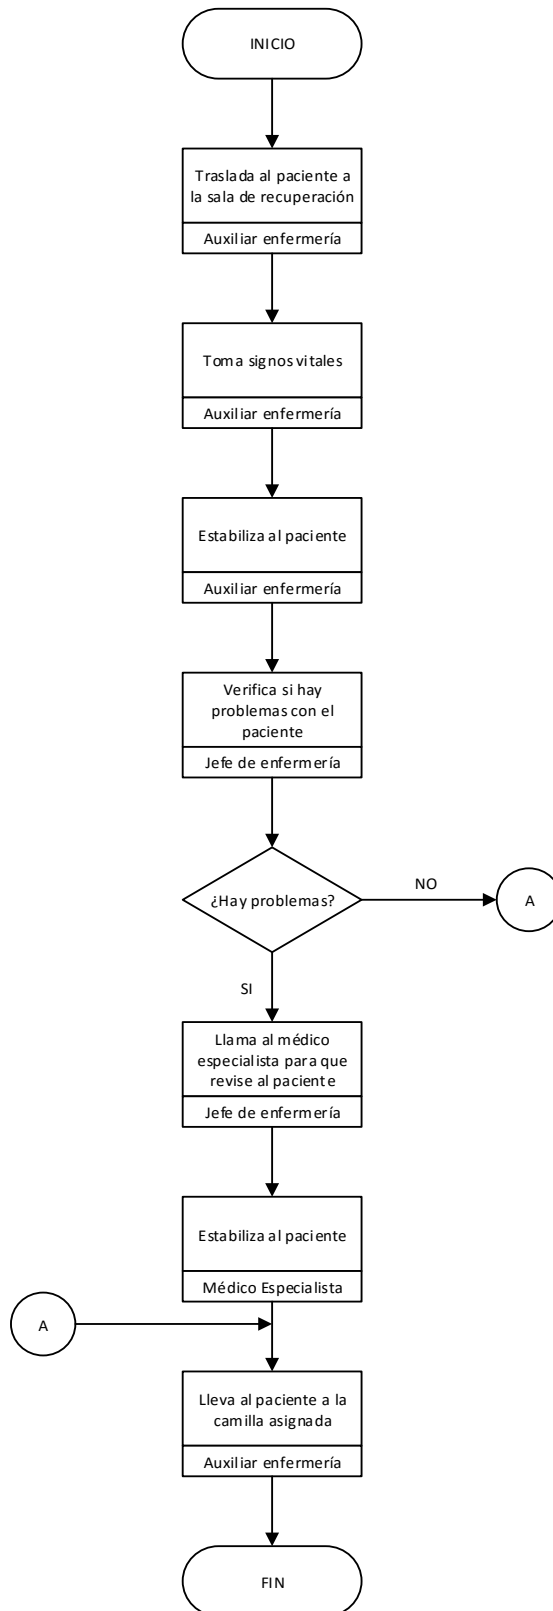 INICIO
Traslada al paciente a
la sala de recuperación
Auxiliar enfermería
Toma signos vitales
Auxiliar enfermería
Estabiliza al paciente
Auxiliar enfermería
Verifica si hay
problemas con el
paciente
Jefe de enfermería
¿Hay problemas?
NO
A
SI
Llama al médico
especialista para que
revise al paciente
Jefe de enfermería
Estabiliza al paciente
Médico Especialista
A
Lleva al paciente a la
camilla asignada
Auxiliar enfermería
FIN